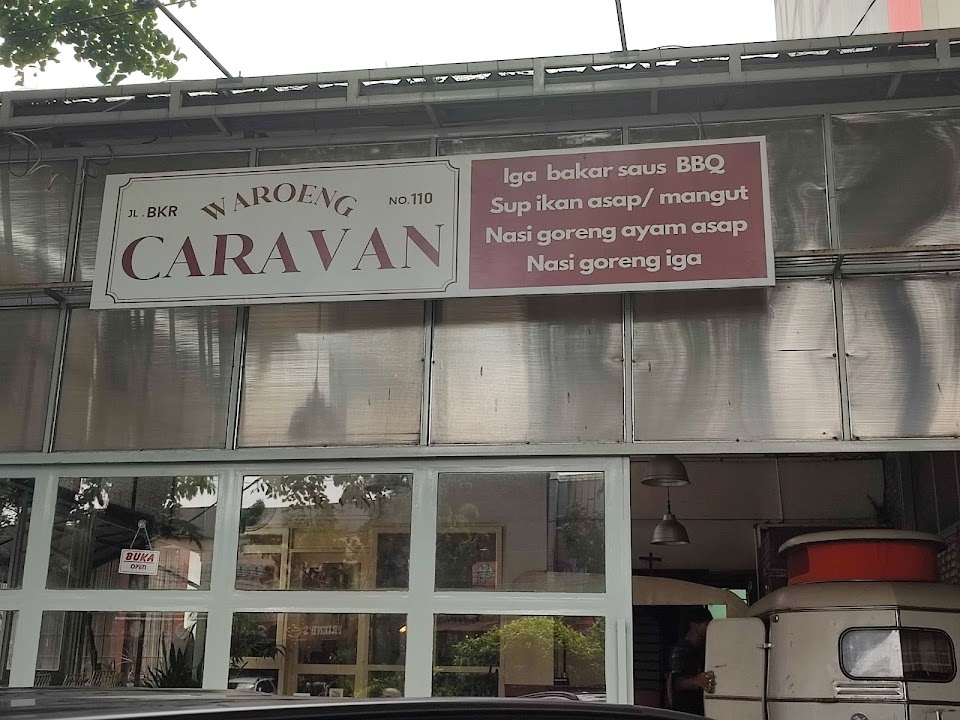 JL. BKR
WAROENG
NO. 110
CARAVAN
Iga bakar saus BBQ
Sup ikan asap/ mangut
Nasi goreng ayam asap
Nasi goreng iga
BUKA
OPEN